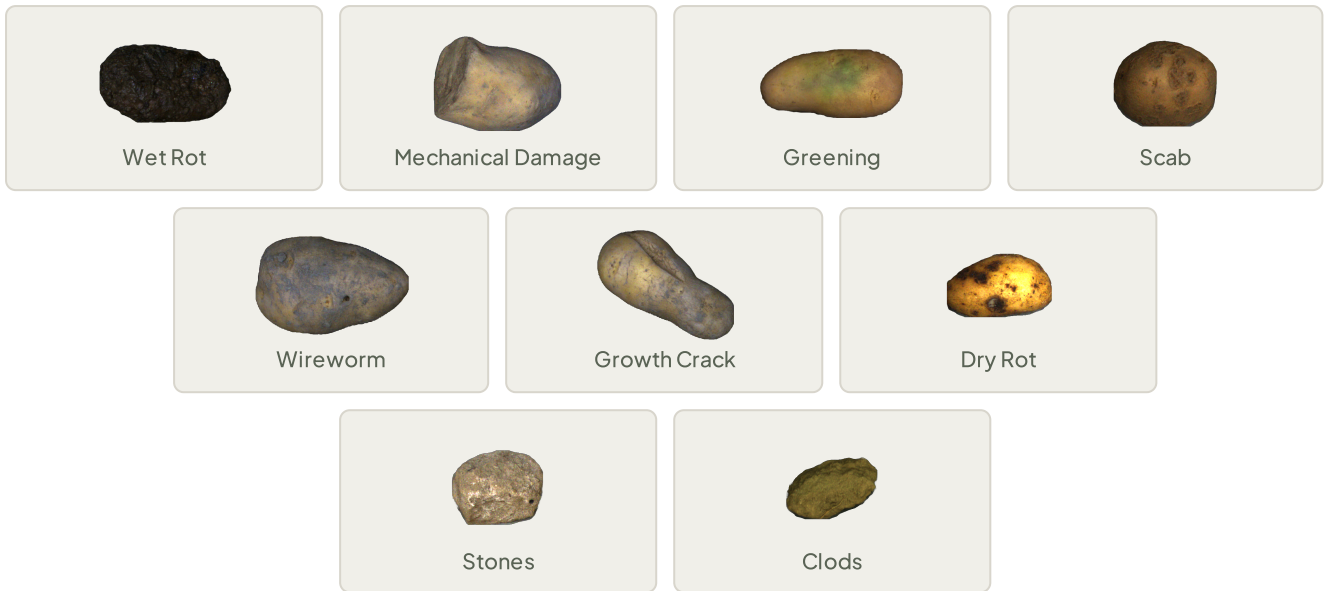 Wet Rot
Mechanical Damage
Greening
Scab
Wireworm
Growth Crack
Dry Rot
Stones
Clods